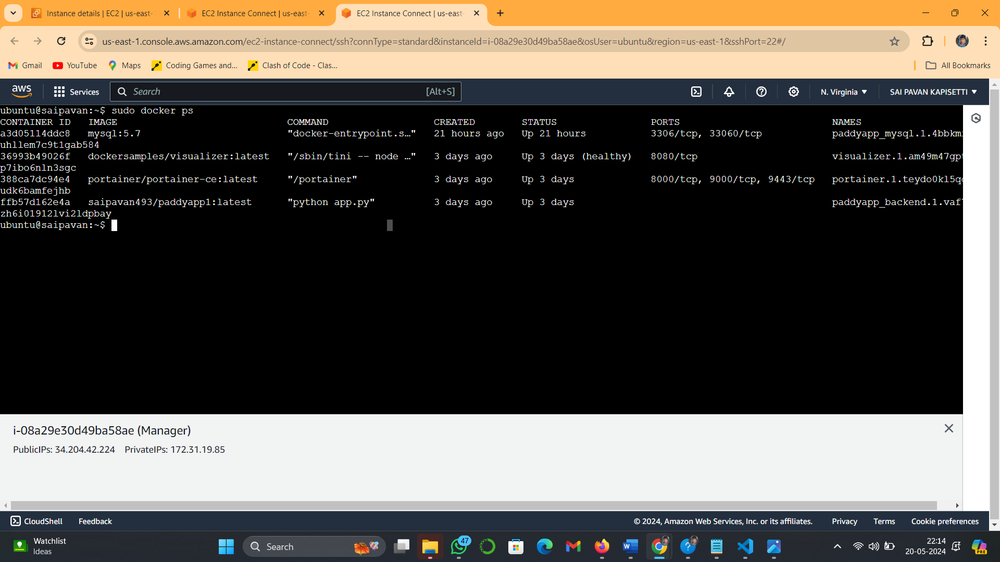 Instance details | EC2 | us-east-
EC2 Instance Connect | us-east-
EC2 Instance Connect | us-east-
us-east-1.console.aws.amazon.com/ec2-instance-connect/ssh?connType=standard&instanceId=i-08a29e30d49ba58ae&osUser=ubuntu&region=us-east-1&sshPort=22#/
Gmail YouTube Maps Coding Games and... Clash of Code - Clas... All Bookmarks
aws Services Search [Alt+S] N. Virginia SAI PAVAN KAPISETTI
ubuntu@saipavan:~$ sudo docker ps
CONTAINER ID IMAGE COMMAND CREATED STATUS PORTS NAMES
a3d05114ddc8 mysql:5.7 "docker-entrypoint.s…" 21 hours ago Up 21 hours 3306/tcp, 33060/tcp paddyapp_mysql.1.4bbkm
uhllem7c9t1gab584
36993b49026f dockersamples/visualizer:latest "/sbin/tini -- node …" 3 days ago Up 3 days (healthy) 8080/tcp visualizer.1.am49m47gp
p7ibo6nln3sgc
388ca7dc94e4 portainer/portainer-ce:latest "/portainer" 3 days ago Up 3 days 8000/tcp, 9000/tcp, 9443/tcp portainer.1.teydo0kl5q
udk6bamfejhb
ffb57d162e4a saipavan493/paddyapp1:latest "python app.py" 3 days ago Up 3 days paddyapp_backend.1.vaf
zh6i01912lvi2ldpbay
ubuntu@saipavan:~$
i-08a29e30d49ba58ae (Manager)
PublicIPs: 34.204.42.224 PrivateIPs: 172.31.19.85
CloudShell Feedback © 2024, Amazon Web Services, Inc. or its affiliates. Privacy Terms Cookie preferences
Watchlist
Ideas
Search
47
22:14
20-05-2024
PRE